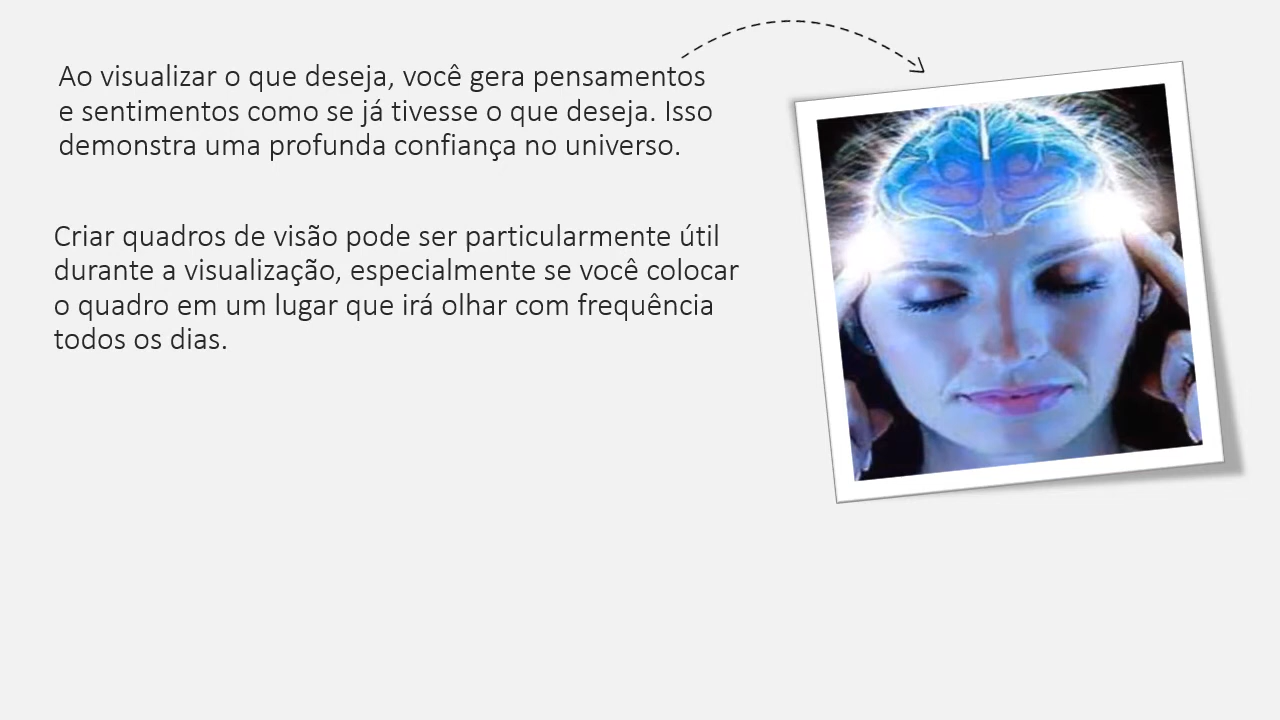 Ao visualizar o que deseja, você gera pensamentos
e sentimentos como se já tivesse o que deseja. Isso
demonstra uma profunda confiança no universo.
Criar quadros de visão pode ser particularmente útil
durante a visualização, especialmente se você colocar
o quadro em um lugar que irá olhar com frequência
todos os dias.